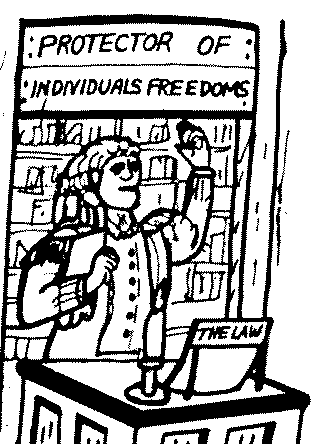 PROTECTOR OF
INDIVIDUALS FREEDOMS
THE LAW